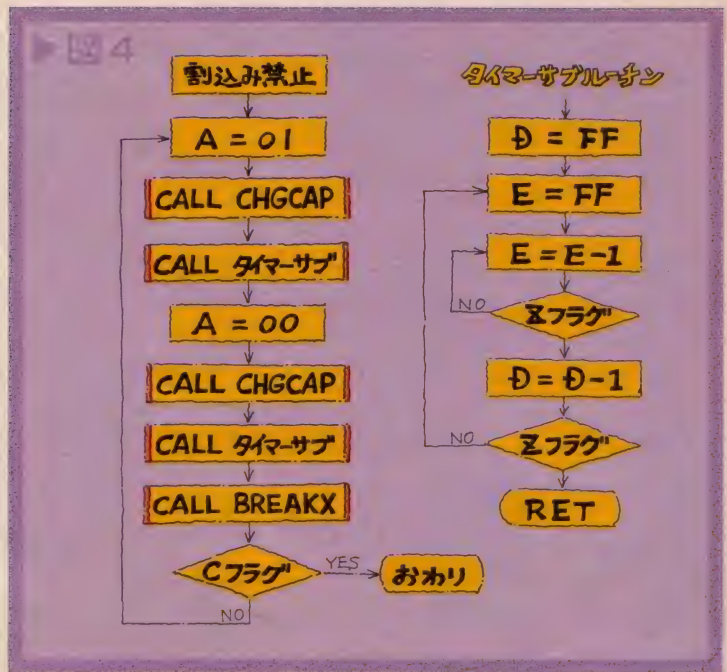 ▶図4
割込み禁止
A = 01
CALL CHGCAP
CALL タイマーサブ
A = 00
CALL CHGCAP
CALL タイマーサブ
CALL BREAKX
Cフラグ
YES
おわり
NO
タイマーサブルーチン
D = FF
E = FF
E = E-1
Zフラグ
NO
D = D-1
Zフラグ
NO
RET